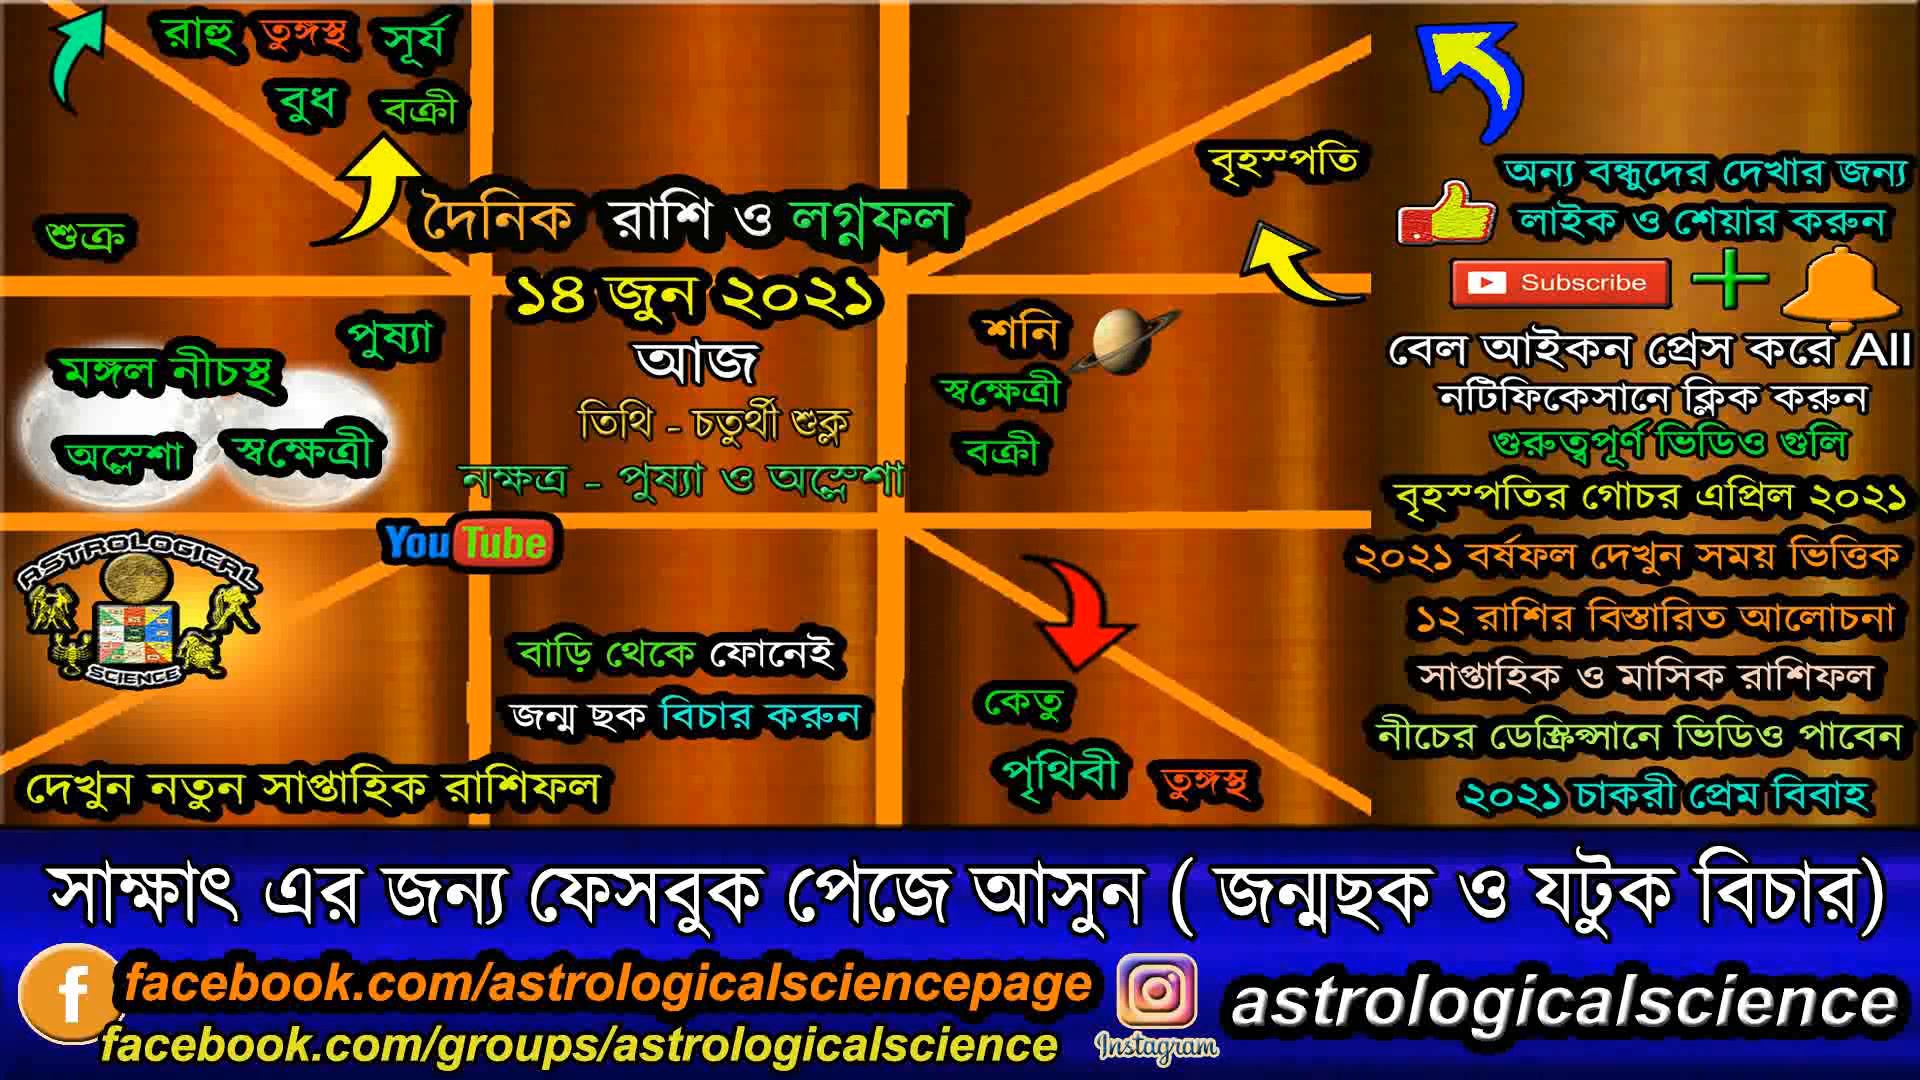 রাহু তুঙ্গস্থ সূর্য
বুধ বক্রী
শুক্র
বৃহস্পতি
দৈনিক রাশি ও লগ্নফল
১৪ জুন ২০২১
আজ
তিথি - চতুর্থী শুক্ল
নক্ষত্র - পুষ্যা ও অশ্লেশা
পুষ্যা
মঙ্গল নীচস্থ
অশ্লেশা স্বক্ষেত্রী
শনি
স্বক্ষেত্রী
বক্রী
ASTROLOGICAL
SCIENCE
YouTube
বাড়ি থেকে ফোনেই
জন্ম ছক বিচার করুন
দেখুন নতুন সাপ্তাহিক রাশিফল
কেতু
পৃথিবী তুঙ্গস্থ
অন্য বন্ধুদের দেখার জন্য
লাইক ও শেয়ার করুন
Subscribe
বেল আইকন প্রেস করে All
নটিফিকেসানে ক্লিক করুন
গুরুত্বপূর্ণ ভিডিও গুলি
বৃহস্পতির গোচর এপ্রিল ২০২১
২০২১ বর্ষফল দেখুন সময় ভিত্তিক
১২ রাশির বিস্তারিত আলোচনা
সাপ্তাহিক ও মাসিক রাশিফল
নীচের ডেস্ক্রিপ্সানে ভিডিও পাবেন
২০২১ চাকরী প্রেম বিবাহ
সাক্ষাৎ এর জন্য ফেসবুক পেজে আসুন ( জন্মছক ও যটুক বিচার)
facebook.com/astrologicalsciencepage
facebook.com/groups/astrologicalscience
Instagram
astrologicalscience